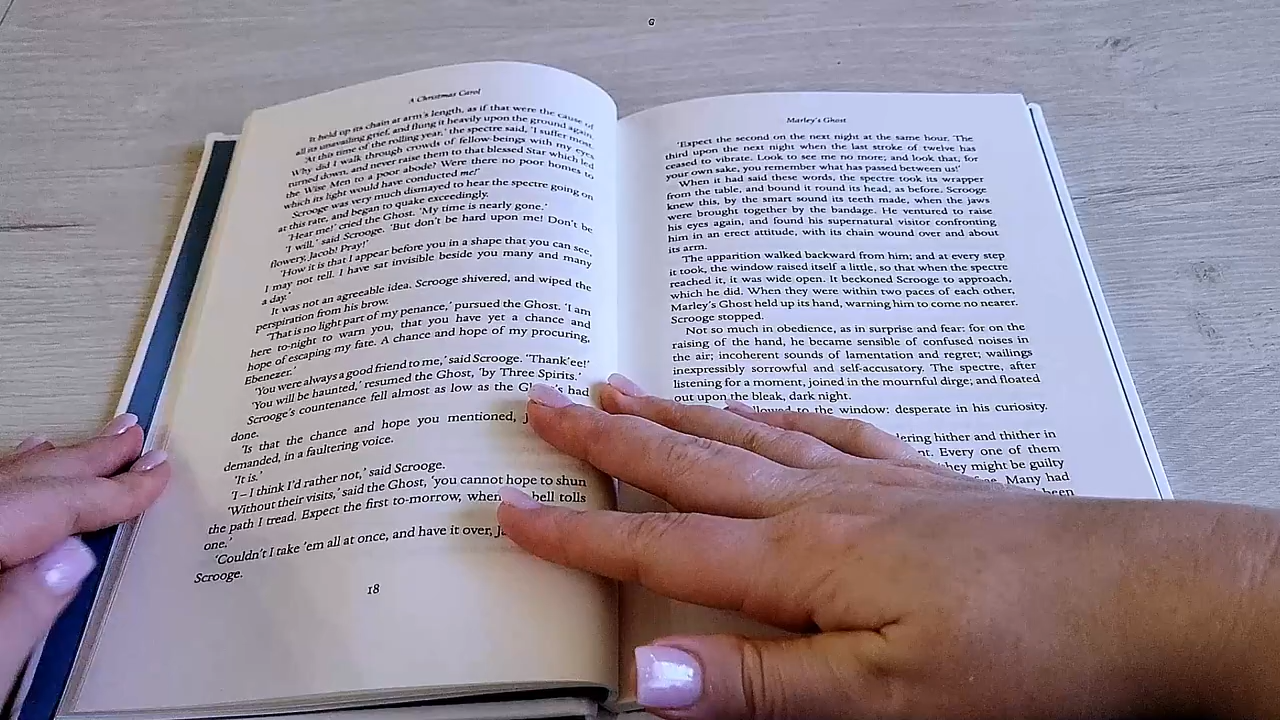 A Christmas Carol
It held up its chain at arm's length, as if that were the cause of
all its unavailing grief, and flung it heavily upon the ground again.
'At this time of the rolling year,' the spectre said, 'I suffer most.
Why did I walk through crowds of fellow-beings with my eyes
turned down, and never raise them to that blessed Star which led
the Wise Men to a poor abode? Were there no poor homes to
which its light would have conducted me!'
Scrooge was very much dismayed to hear the spectre going on
at this rate, and began to quake exceedingly.
'Hear me!' cried the Ghost. 'My time is nearly gone.'
'I will,' said Scrooge. 'But don't be hard upon me! Don't be
flowery, Jacob! Pray!'
'How it is that I appear before you in a shape that you can see,
I may not tell. I have sat invisible beside you many and many
a day.'
It was not an agreeable idea. Scrooge shivered, and wiped the
perspiration from his brow.
'That is no light part of my penance,' pursued the Ghost. 'I am
here to-night to warn you, that you have yet a chance and
hope of escaping my fate. A chance and hope of my procuring,
Ebenezer.'
'You were always a good friend to me,' said Scrooge. 'Thank'ee!'
'You will be haunted,' resumed the Ghost, 'by Three Spirits.'
Scrooge's countenance fell almost as low as the Gh 's had
done.
'Is that the chance and hope you mentioned, J
demanded, in a faultering voice.
'It is.'
'I – I think I'd rather not,' said Scrooge.
'Without their visits,' said the Ghost, 'you cannot hope to shun
the path I tread. Expect the first to-morrow, when bell tolls
one.'
'Couldn't I take 'em all at once, and have it over, J
Scrooge.
18
Marley's Ghost
'Expect the second on the next night at the same hour. The
third upon the next night when the last stroke of twelve has
ceased to vibrate. Look to see me no more; and look that, for
your own sake, you remember what has passed between us!'
When it had said these words, the spectre took its wrapper
from the table, and bound it round its head, as before. Scrooge
knew this, by the smart sound its teeth made, when the jaws
were brought together by the bandage. He ventured to raise
his eyes again, and found his supernatural visitor confronting
him in an erect attitude, with its chain wound over and about
its arm.
The apparition walked backward from him; and at every step
it took, the window raised itself a little, so that when the spectre
reached it, it was wide open. It beckoned Scrooge to approach,
which he did. When they were within two paces of each other,
Marley's Ghost held up its hand, warning him to come no nearer.
Scrooge stopped.
Not so much in obedience, as in surprise and fear: for on the
raising of the hand, he became sensible of confused noises in
the air; incoherent sounds of lamentation and regret; wailings
inexpressibly sorrowful and self-accusatory. The spectre, after
listening for a moment, joined in the mournful dirge; and floated
out upon the bleak, dark night.
to the window: desperate in his curiosity.
hither and thither in
Every one of them
they might be guilty
Many had
been